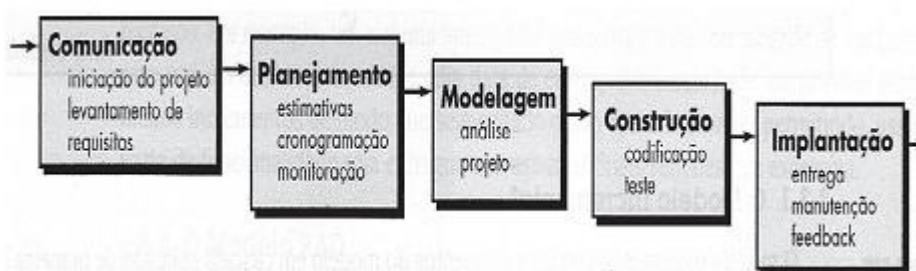 Comunicação
iniciação do projeto
levantamento de
requisitos
Planejamento
estimativas
cronogramação
monitoração
Modelagem
análise
projeto
Construção
codificação
teste
Implantação
entrega
manutenção
feedback